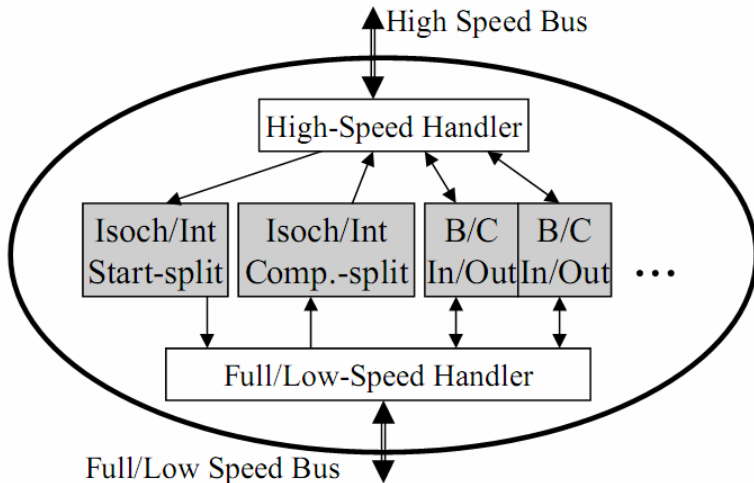 High Speed Bus
High-Speed Handler
Isoch/Int
Start-split
Isoch/Int
Comp.-split
B/C
In/Out
B/C
In/Out
...
Full/Low-Speed Handler
Full/Low Speed Bus